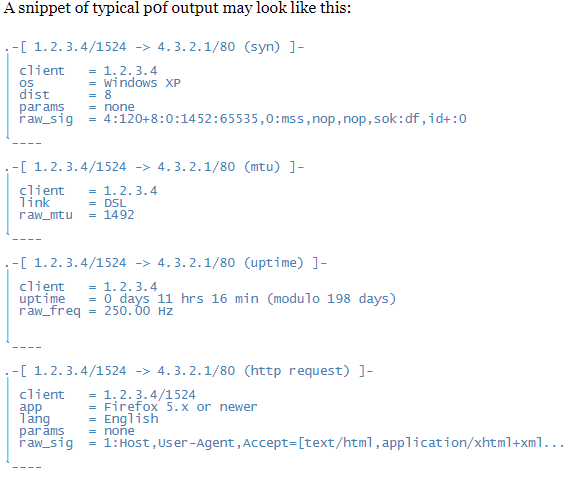 A snippet of typical p0f output may look like this:
.-[ 1.2.3.4/1524 -> 4.3.2.1/80 (syn) ]-
|
| client   = 1.2.3.4
| os       = Windows XP
| dist     = 8
| params   = none
| raw_sig  = 4:120+8:0:1452:65535,0:mss,nop,nop,sok:df,id+:0
|
`----
.-[ 1.2.3.4/1524 -> 4.3.2.1/80 (mtu) ]-
|
| client   = 1.2.3.4
| link     = DSL
| raw_mtu  = 1492
|
`----
.-[ 1.2.3.4/1524 -> 4.3.2.1/80 (uptime) ]-
|
| client   = 1.2.3.4
| uptime   = 0 days 11 hrs 16 min (modulo 198 days)
| raw_freq = 250.00 Hz
|
|
`----
.-[ 1.2.3.4/1524 -> 4.3.2.1/80 (http request) ]-
|
| client   = 1.2.3.4/1524
| app      = Firefox 5.x or newer
| lang     = English
| params   = none
| raw_sig  = 1:Host,User-Agent,Accept=[text/html,application/xhtml+xml...
|
`----